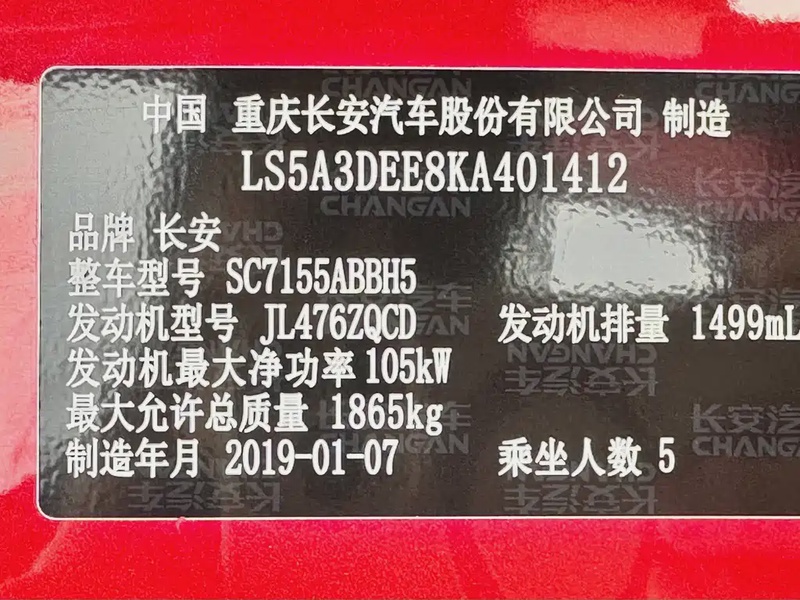 中国 重庆长安汽车股份有限公司 制造
LS5A3DEE8KA401412
品牌 长安
整车型号 SC7155ABBH5
发动机型号 JL476ZQCD 发动机排量 1499mL
发动机最大净功率 105kW
最大允许总质量 1865kg
制造年月 2019-01-07 乘坐人数 5